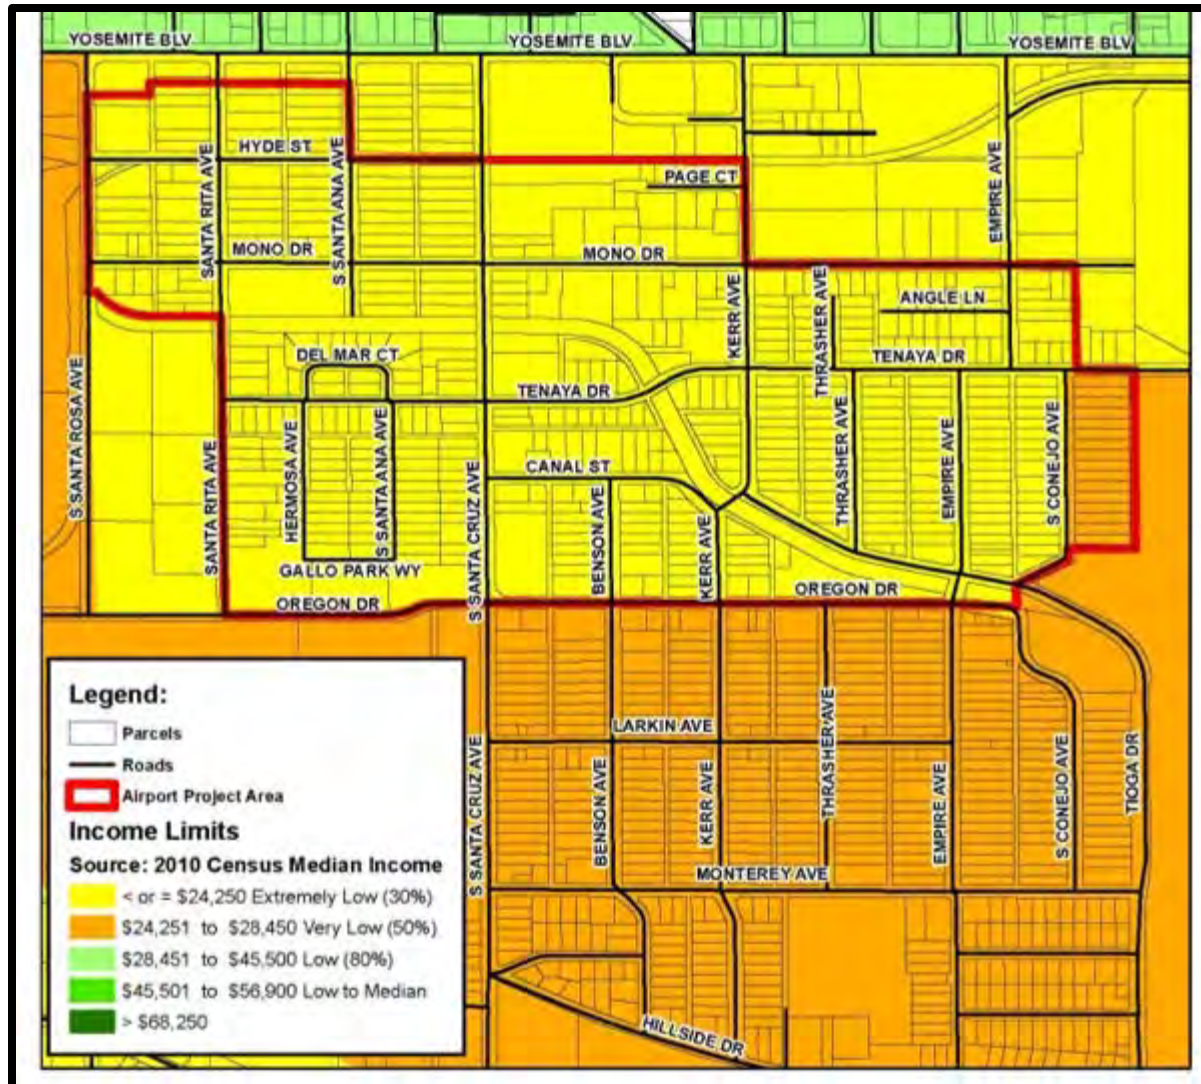 YOSEMITE BLV
YOSEMITE BLV
YOSEMITE BLV
HYDE ST
SANTA RITA AVE
S SANTA ANA AVE
PAGE CT
EMPIRE AVE
MONO DR
MONO DR
KERR AVE
THRASHER AVE
ANGLE LN
S SANTA ROSA AVE
DEL MAR CT
TENAYA DR
TENAYA DR
SANTA RITA AVE
HERMOSA AVE
S SANTA ANA AVE
S SANTA CRUZ AVE
CANAL ST
BENSON AVE
KERR AVE
THRASHER AVE
EMPIRE AVE
S CONEJO AVE
GALLO PARK WY
OREGON DR
OREGON DR
LARKIN AVE
S SANTA CRUZ AVE
BENSON AVE
KERR AVE
THRASHER AVE
EMPIRE AVE
S CONEJO AVE
TIOGA DR
MONTEREY AVE
HILLSIDE DR
Legend:
Parcels
Roads
Airport Project Area
Income Limits
Source: 2010 Census Median Income
< or = $24,250 Extremely Low (30%)
$24,251 to $28,450 Very Low (50%)
$28,451 to $45,500 Low (80%)
$45,501 to $56,900 Low to Median
> $68,250